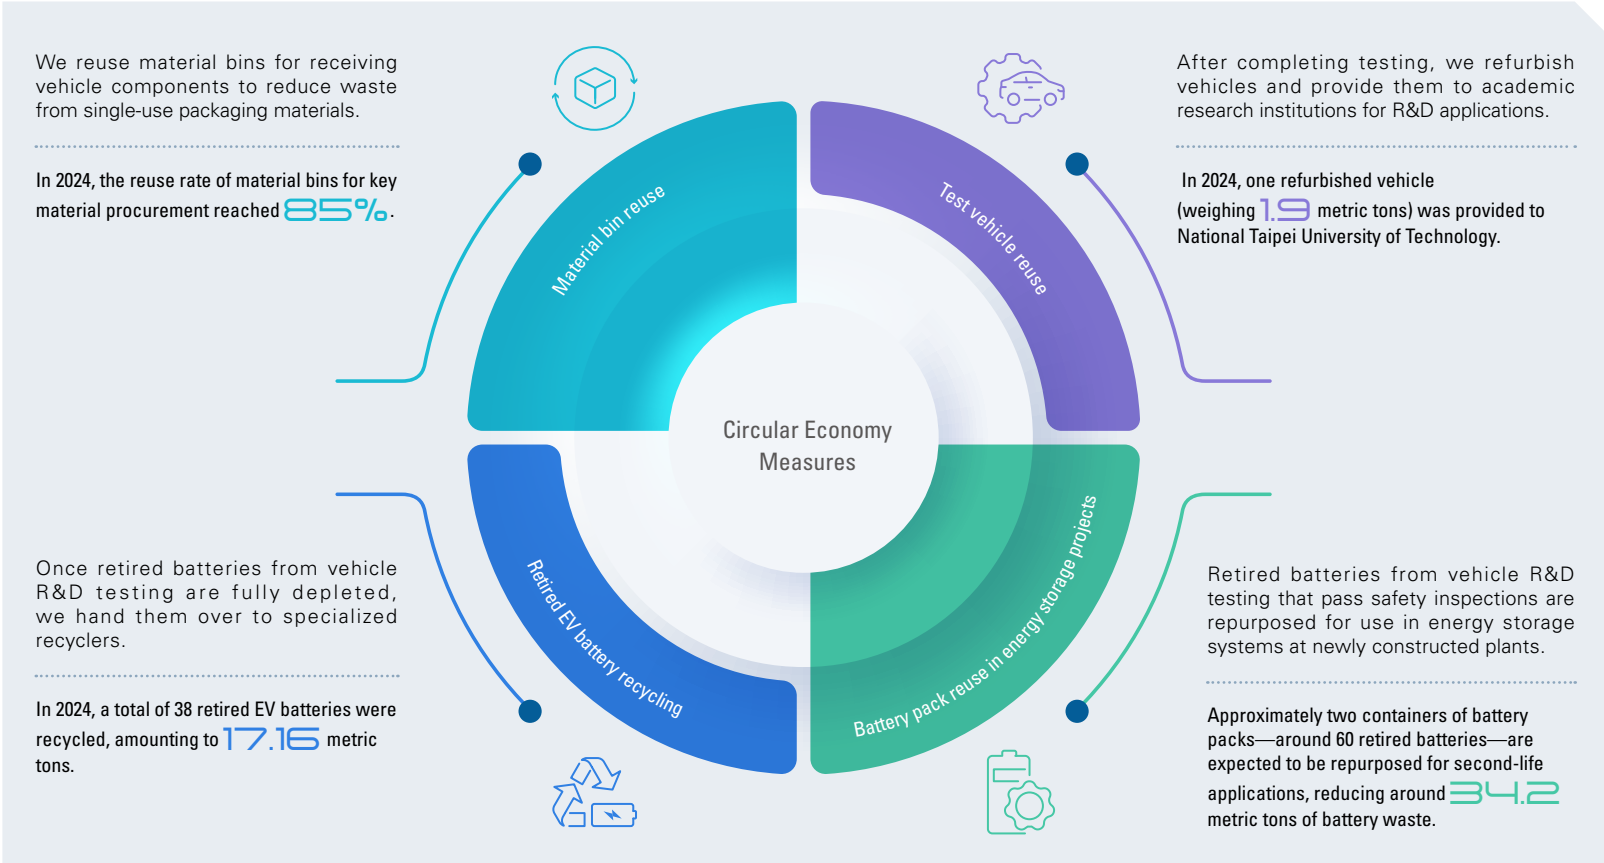 We reuse material bins for receiving
vehicle components to reduce waste
from single-use packaging materials.
In 2024, the reuse rate of material bins for key
material procurement reached 85%.
After completing testing, we refurbish
vehicles and provide them to academic
research institutions for R&D applications.
In 2024, one refurbished vehicle
(weighing 1.9 metric tons) was provided to
National Taipei University of Technology.
Material bin reuse
Test vehicle reuse
Circular Economy
Measures
Retired EV battery recycling
Battery pack reuse in energy storage projects
Once retired batteries from vehicle
R&D testing are fully depleted,
we hand them over to specialized
recyclers.
In 2024, a total of 38 retired EV batteries were
recycled, amounting to 17.16 metric
tons.
Retired batteries from vehicle R&D
testing that pass safety inspections are
repurposed for use in energy storage
systems at newly constructed plants.
Approximately two containers of battery
packs—around 60 retired batteries—are
expected to be repurposed for second-life
applications, reducing around 34.2
metric tons of battery waste.